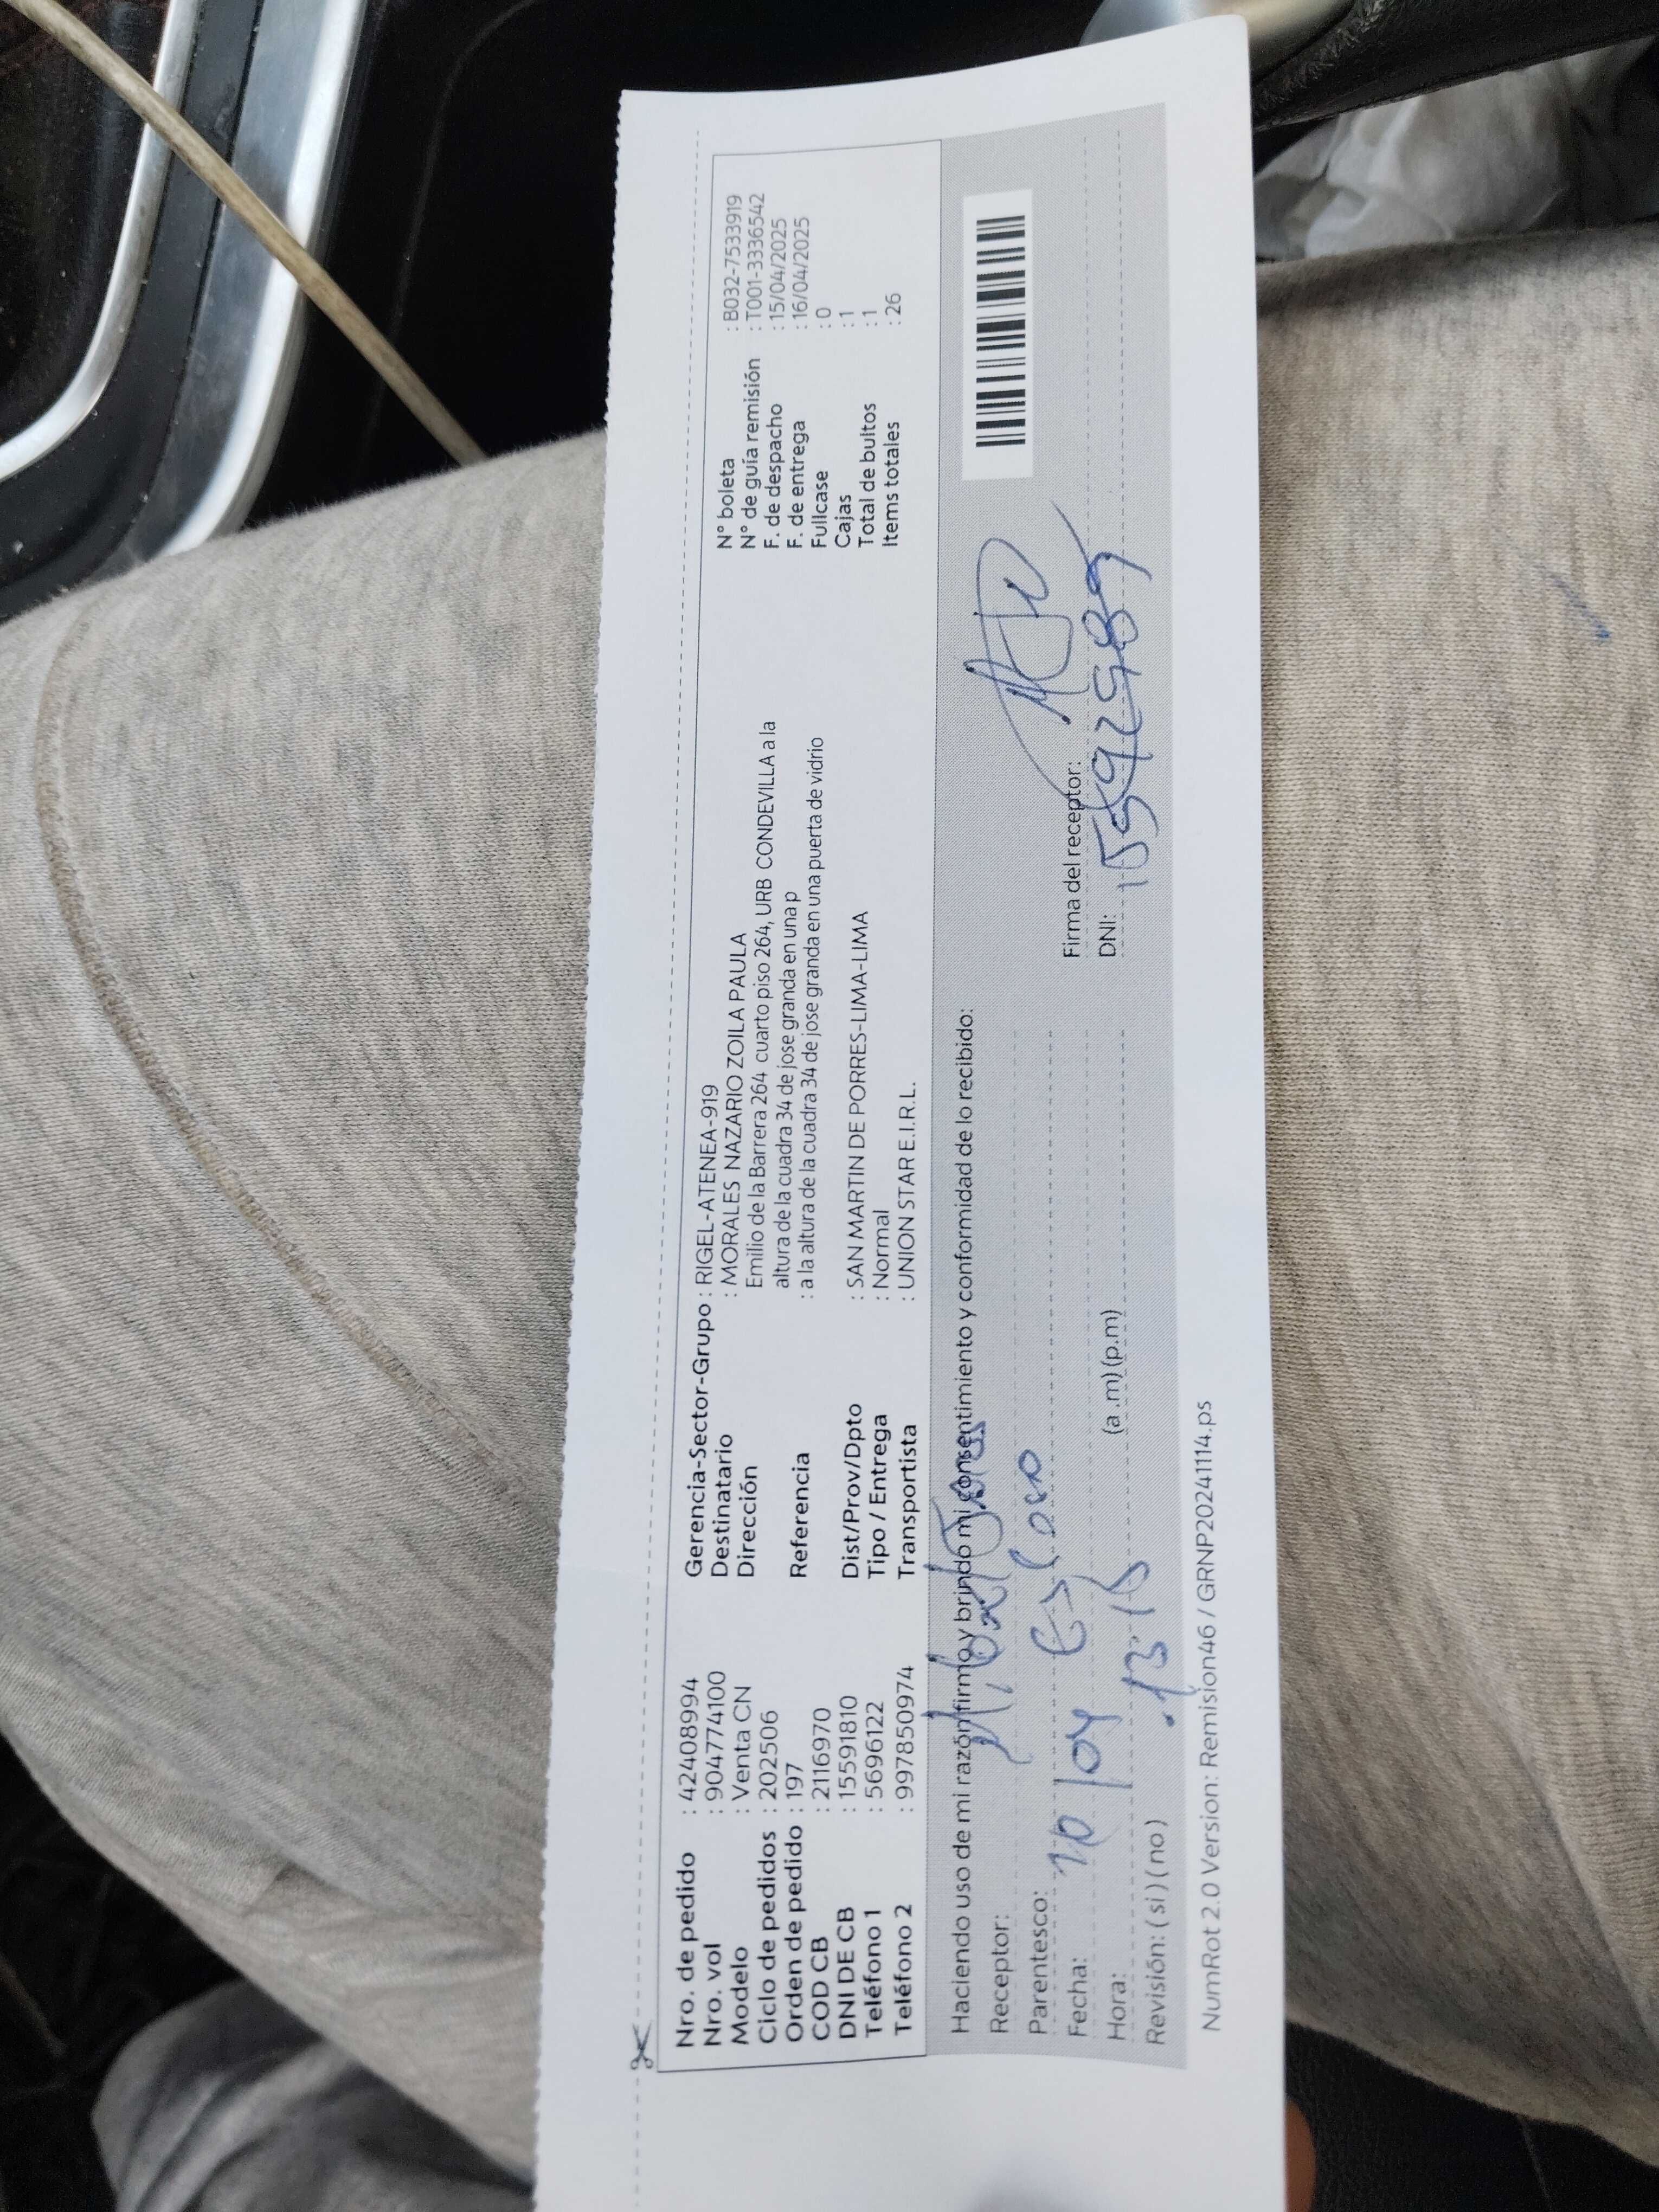 Nro. de pedido : 42408994
Nro. vol : 904774100
Modelo : Venta CN
Ciclo de pedidos : 202506
Orden de pedido : 197
COD CB : 2116970
DNI DE CB : 15591810
Teléfono 1 : 5696122
Teléfono 2 : 997850974
Gerencia-Sector-Grupo : RIGEL-ATENEA-919
Destinatario : MORALES NAZARIO ZOILA PAULA
Dirección Emilio de la Barrera 264 cuarto piso 264, URB CONDEVILLA a la
altura de la cuadra 34 de jose granda en una p
Referencia : a la altura de la cuadra 34 de jose granda en una puerta de vidrio
Dist/Prov/Dpto : SAN MARTIN DE PORRES-LIMA-LIMA
Tipo / Entrega : Normal
Transportista : UNION STAR E.I.R.L.
N° boleta : B032-7533919
N° de guía remisión : T001-3336542
F. de despacho : 15/04/2025
F. de entrega : 16/04/2025
Fullcase : 0
Cajas : 1
Total de bultos : 1
Items totales : 26
Haciendo uso de mi razón firmo y brindo mi consentimiento y conformidad de lo recibido:
Receptor:
Parentesco: Esposo
Fecha:
Hora: (a .m) (p.m)
Revisión: ( si ) ( no )
Firma del receptor:
DNI:
NumRot 2.0 Version: Remision46 / GRNP20241114.ps